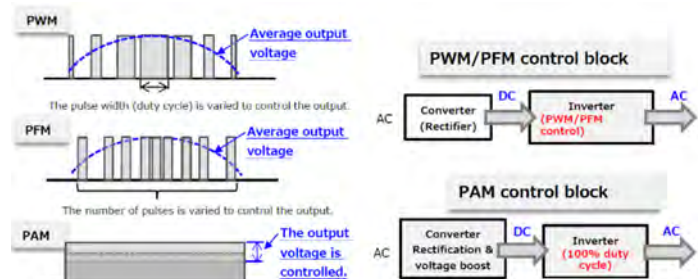 PWM
Average output
voltage
The pulse width (duty cycle) is varied to control the output.
PFM
Average output
voltage
The number of pulses is varied to control the output.
PAM
The output
voltage is
controlled.
PWM/PFM control block
AC
Converter
(Rectifier)
DC
Inverter
(PWM/PFM
control)
AC
PAM control block
AC
Converter
Rectification &
voltage boost
DC
Inverter
(100% duty
cycle)
AC